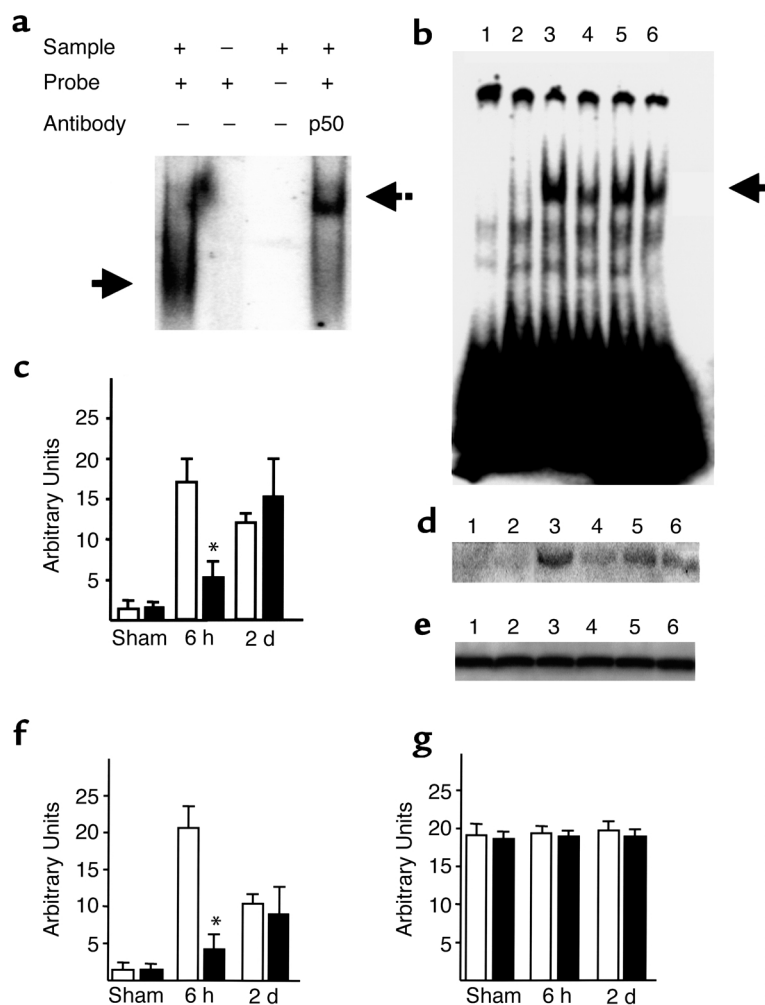 a
Sample + – + +
Probe + + – +
Antibody – – – p50
b
1 2 3 4 5 6
c
Arbitrary Units
25
20
15
10
5
Sham 6 h 2 d
*
d
1 2 3 4 5 6
e
1 2 3 4 5 6
f
Arbitrary Units
25
20
15
10
5
*
Sham 6 h 2 d
g
Arbitrary Units
25
20
15
10
5
Sham 6 h 2 d